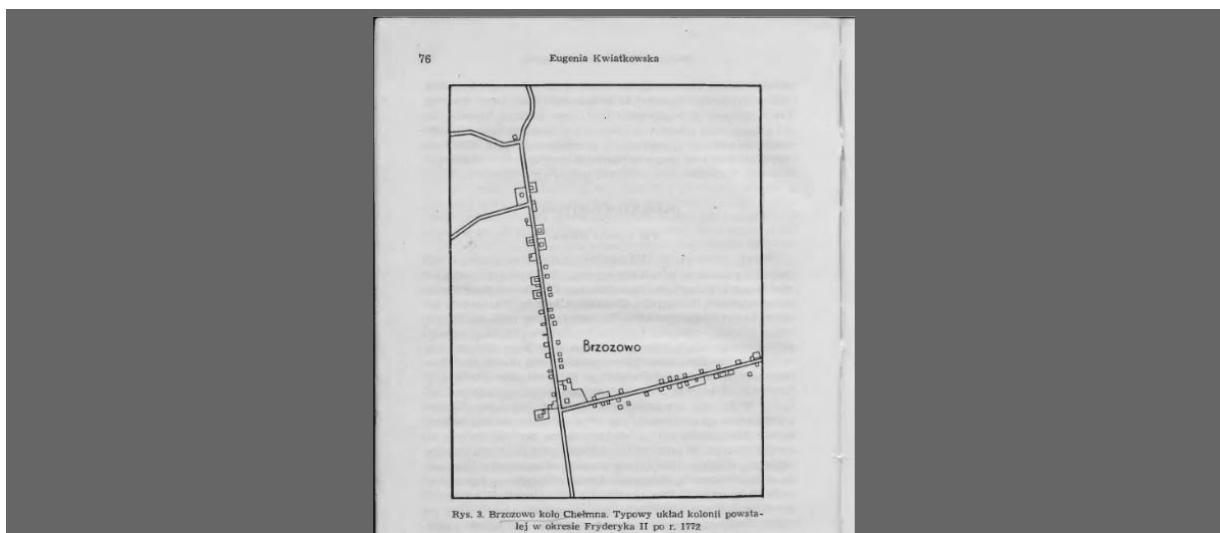 76
Eugenia Kwiatkowska
Brzozowo
Rys. 3. Brzozowo koło Chełmna. Typowy układ kolonii powsta-
łej w okresie Fryderyka II po r. 1772